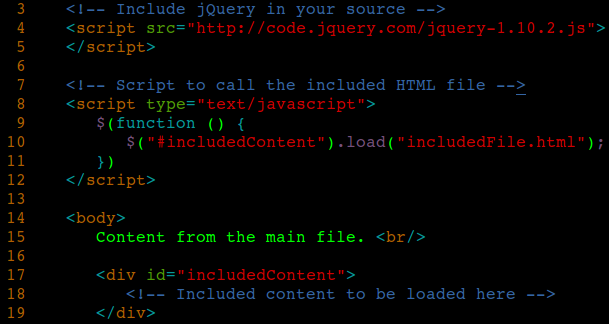 3 <!-- Include jQuery in your source -->
4 <script src="http://code.jquery.com/jquery-1.10.2.js">
5 </script>
6
7 <!-- Script to call the included HTML file -->
8 <script type="text/javascript">
9 $(function () {
10 $("#includedContent").load("includedFile.html");
11 })
12 </script>
13
14 <body>
15 Content from the main file. <br/>
16
17 <div id="includedContent">
18 <!-- Included content to be loaded here -->
19 </div>